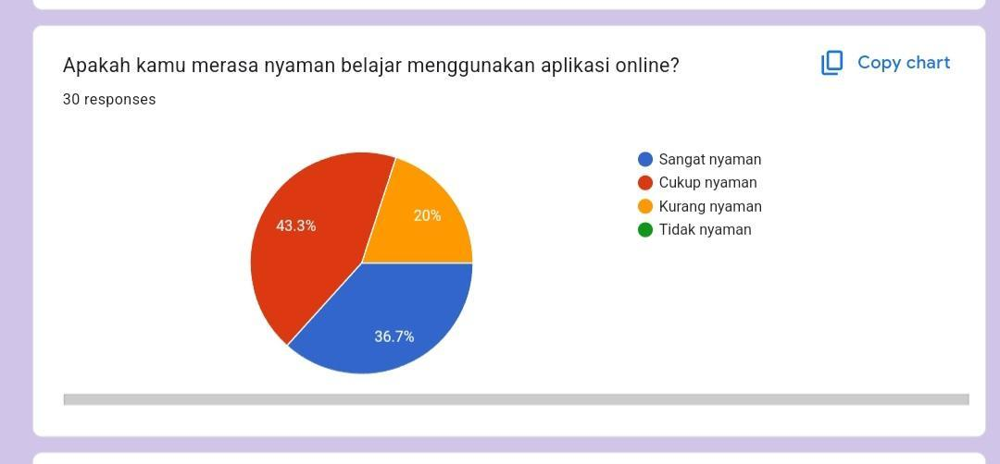 Apakah kamu merasa nyaman belajar menggunakan aplikasi online?
Copy chart
30 responses
Sangat nyaman
Cukup nyaman
Kurang nyaman
Tidak nyaman
43.3%
20%
36.7%